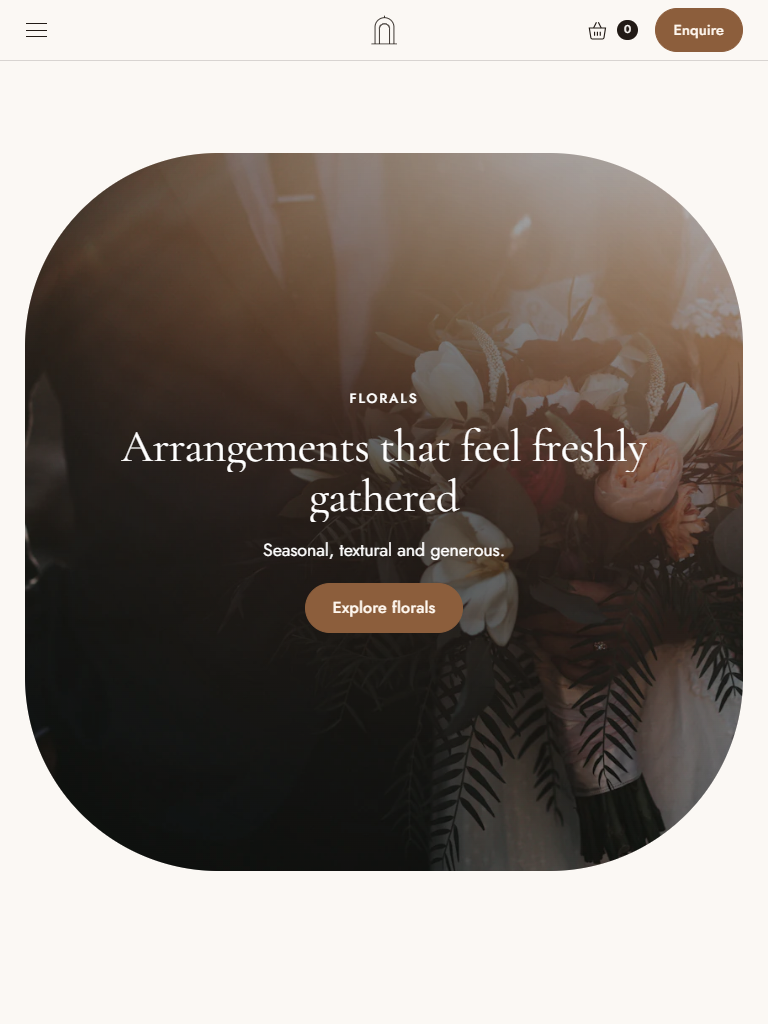 0
Enquire
FLORALS
Arrangements that feel freshly
gathered
Seasonal, textural and generous.
Explore florals